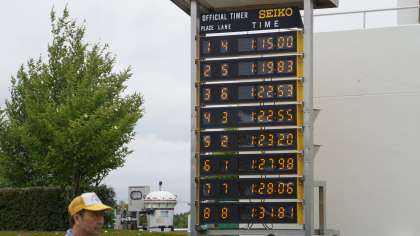 OFFICIAL TIMER SEIKO
PLACE LANE TIME
1 4 1:15.00
2 5 1:19.83
3 6 1:22.53
4 3 1:22.55
5 2 1:23.20
6 1 1:27.98
7 7 1:28.06
8 8 1:31.81